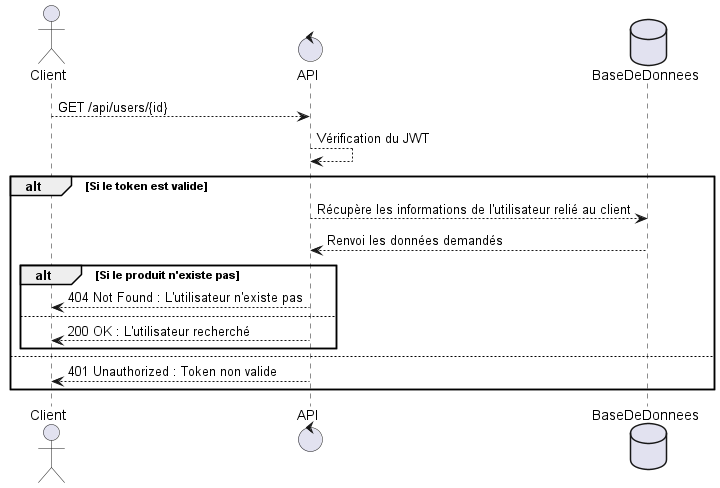 Client
API
BaseDeDonnees
GET /api/users/{id}
Vérification du JWT
alt [Si le token est valide]
Récupère les informations de l'utilisateur relié au client
Renvoi les données demandés
alt [Si le produit n'existe pas]
404 Not Found : L'utilisateur n'existe pas
200 OK : L'utilisateur recherché
401 Unauthorized : Token non valide
Client
API
BaseDeDonnees